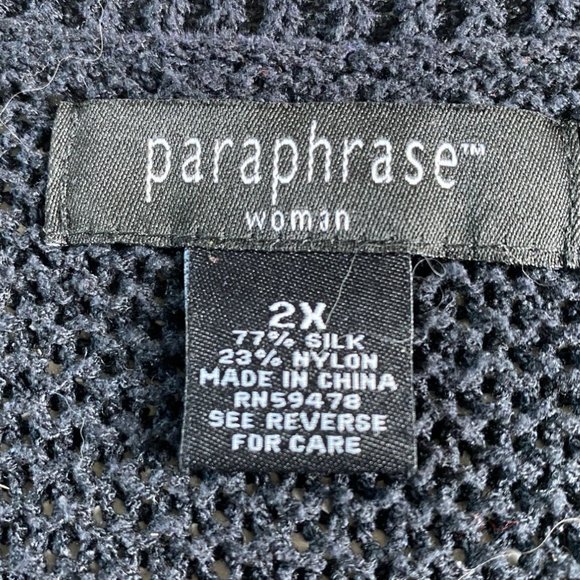 paraphrase™
woman
2X
77% SILK
23% NYLON
MADE IN CHINA
RN59478
SEE REVERSE
FOR CARE